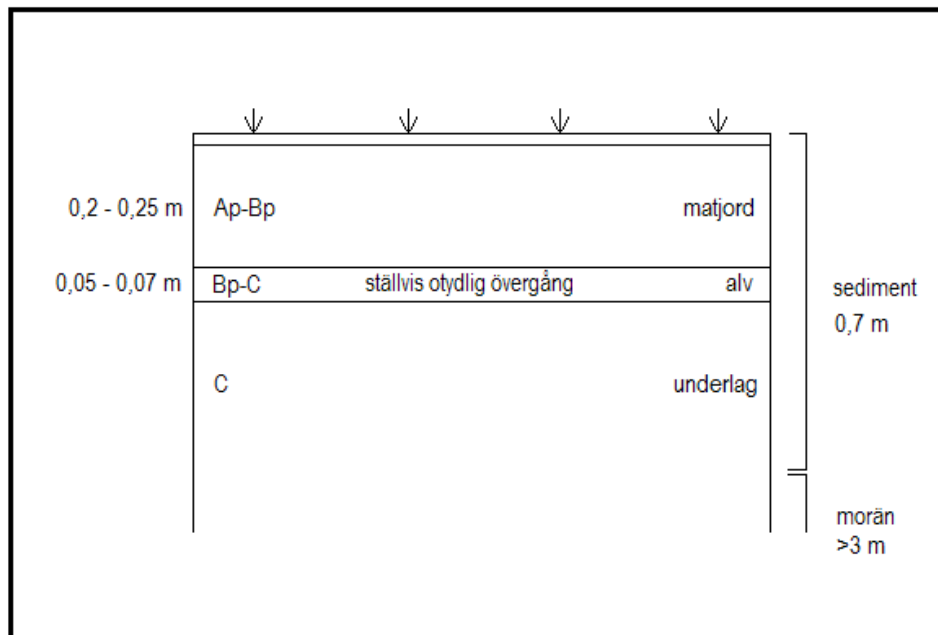 0,2 - 0,25 m Ap-Bp matjord
0,05 - 0,07 m Bp-C ställvis otydlig övergång alv
sediment
0,7 m
C underlag
morän
>3 m